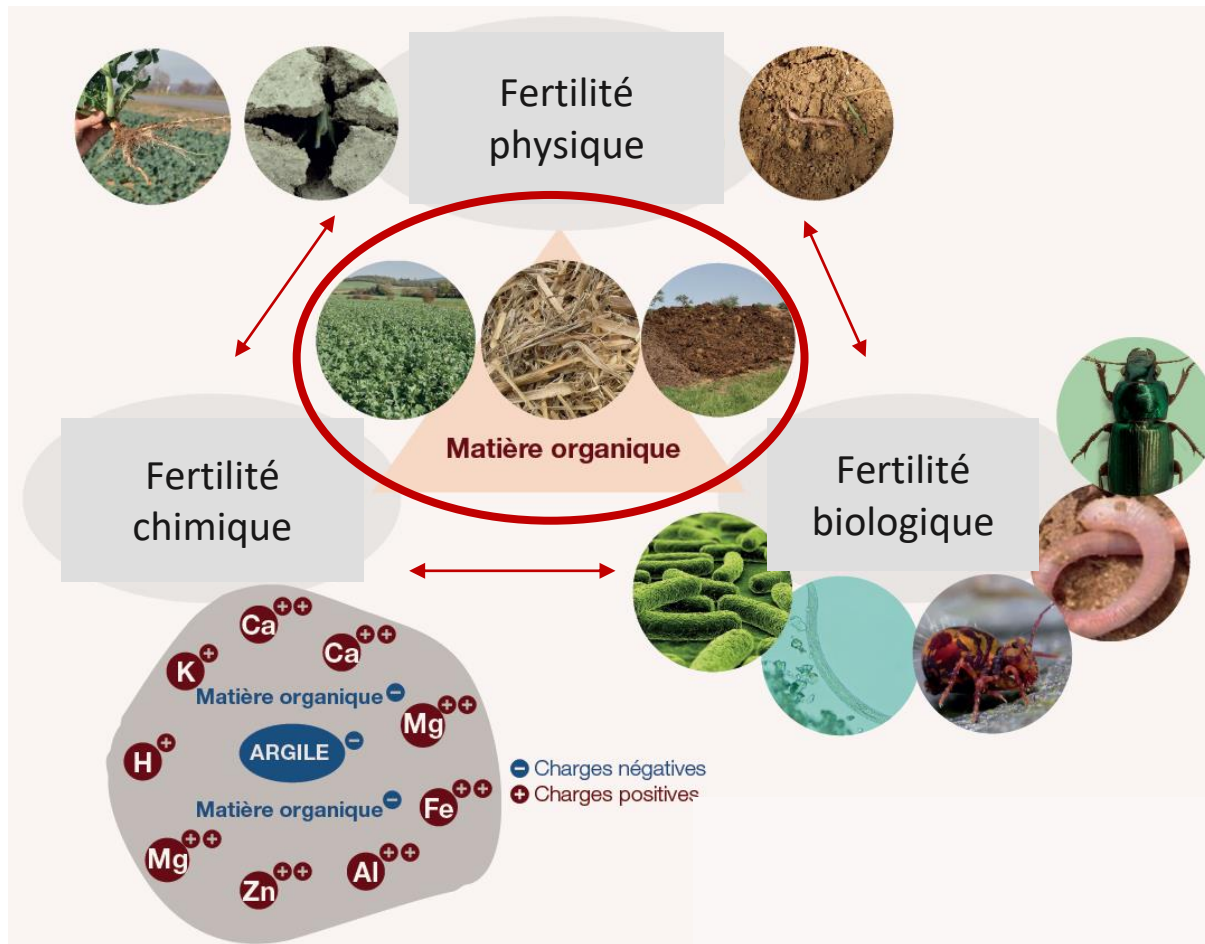 Fertilité
physique
Matière organique
Fertilité
chimique
Fertilité
biologique
Ca++
Ca++
K+
Matière organique -
Mg++
ARGILE -
H+
- Charges négatives
+ Charges positives
Matière organique -
Fe++
Mg++
Al++
Zn++